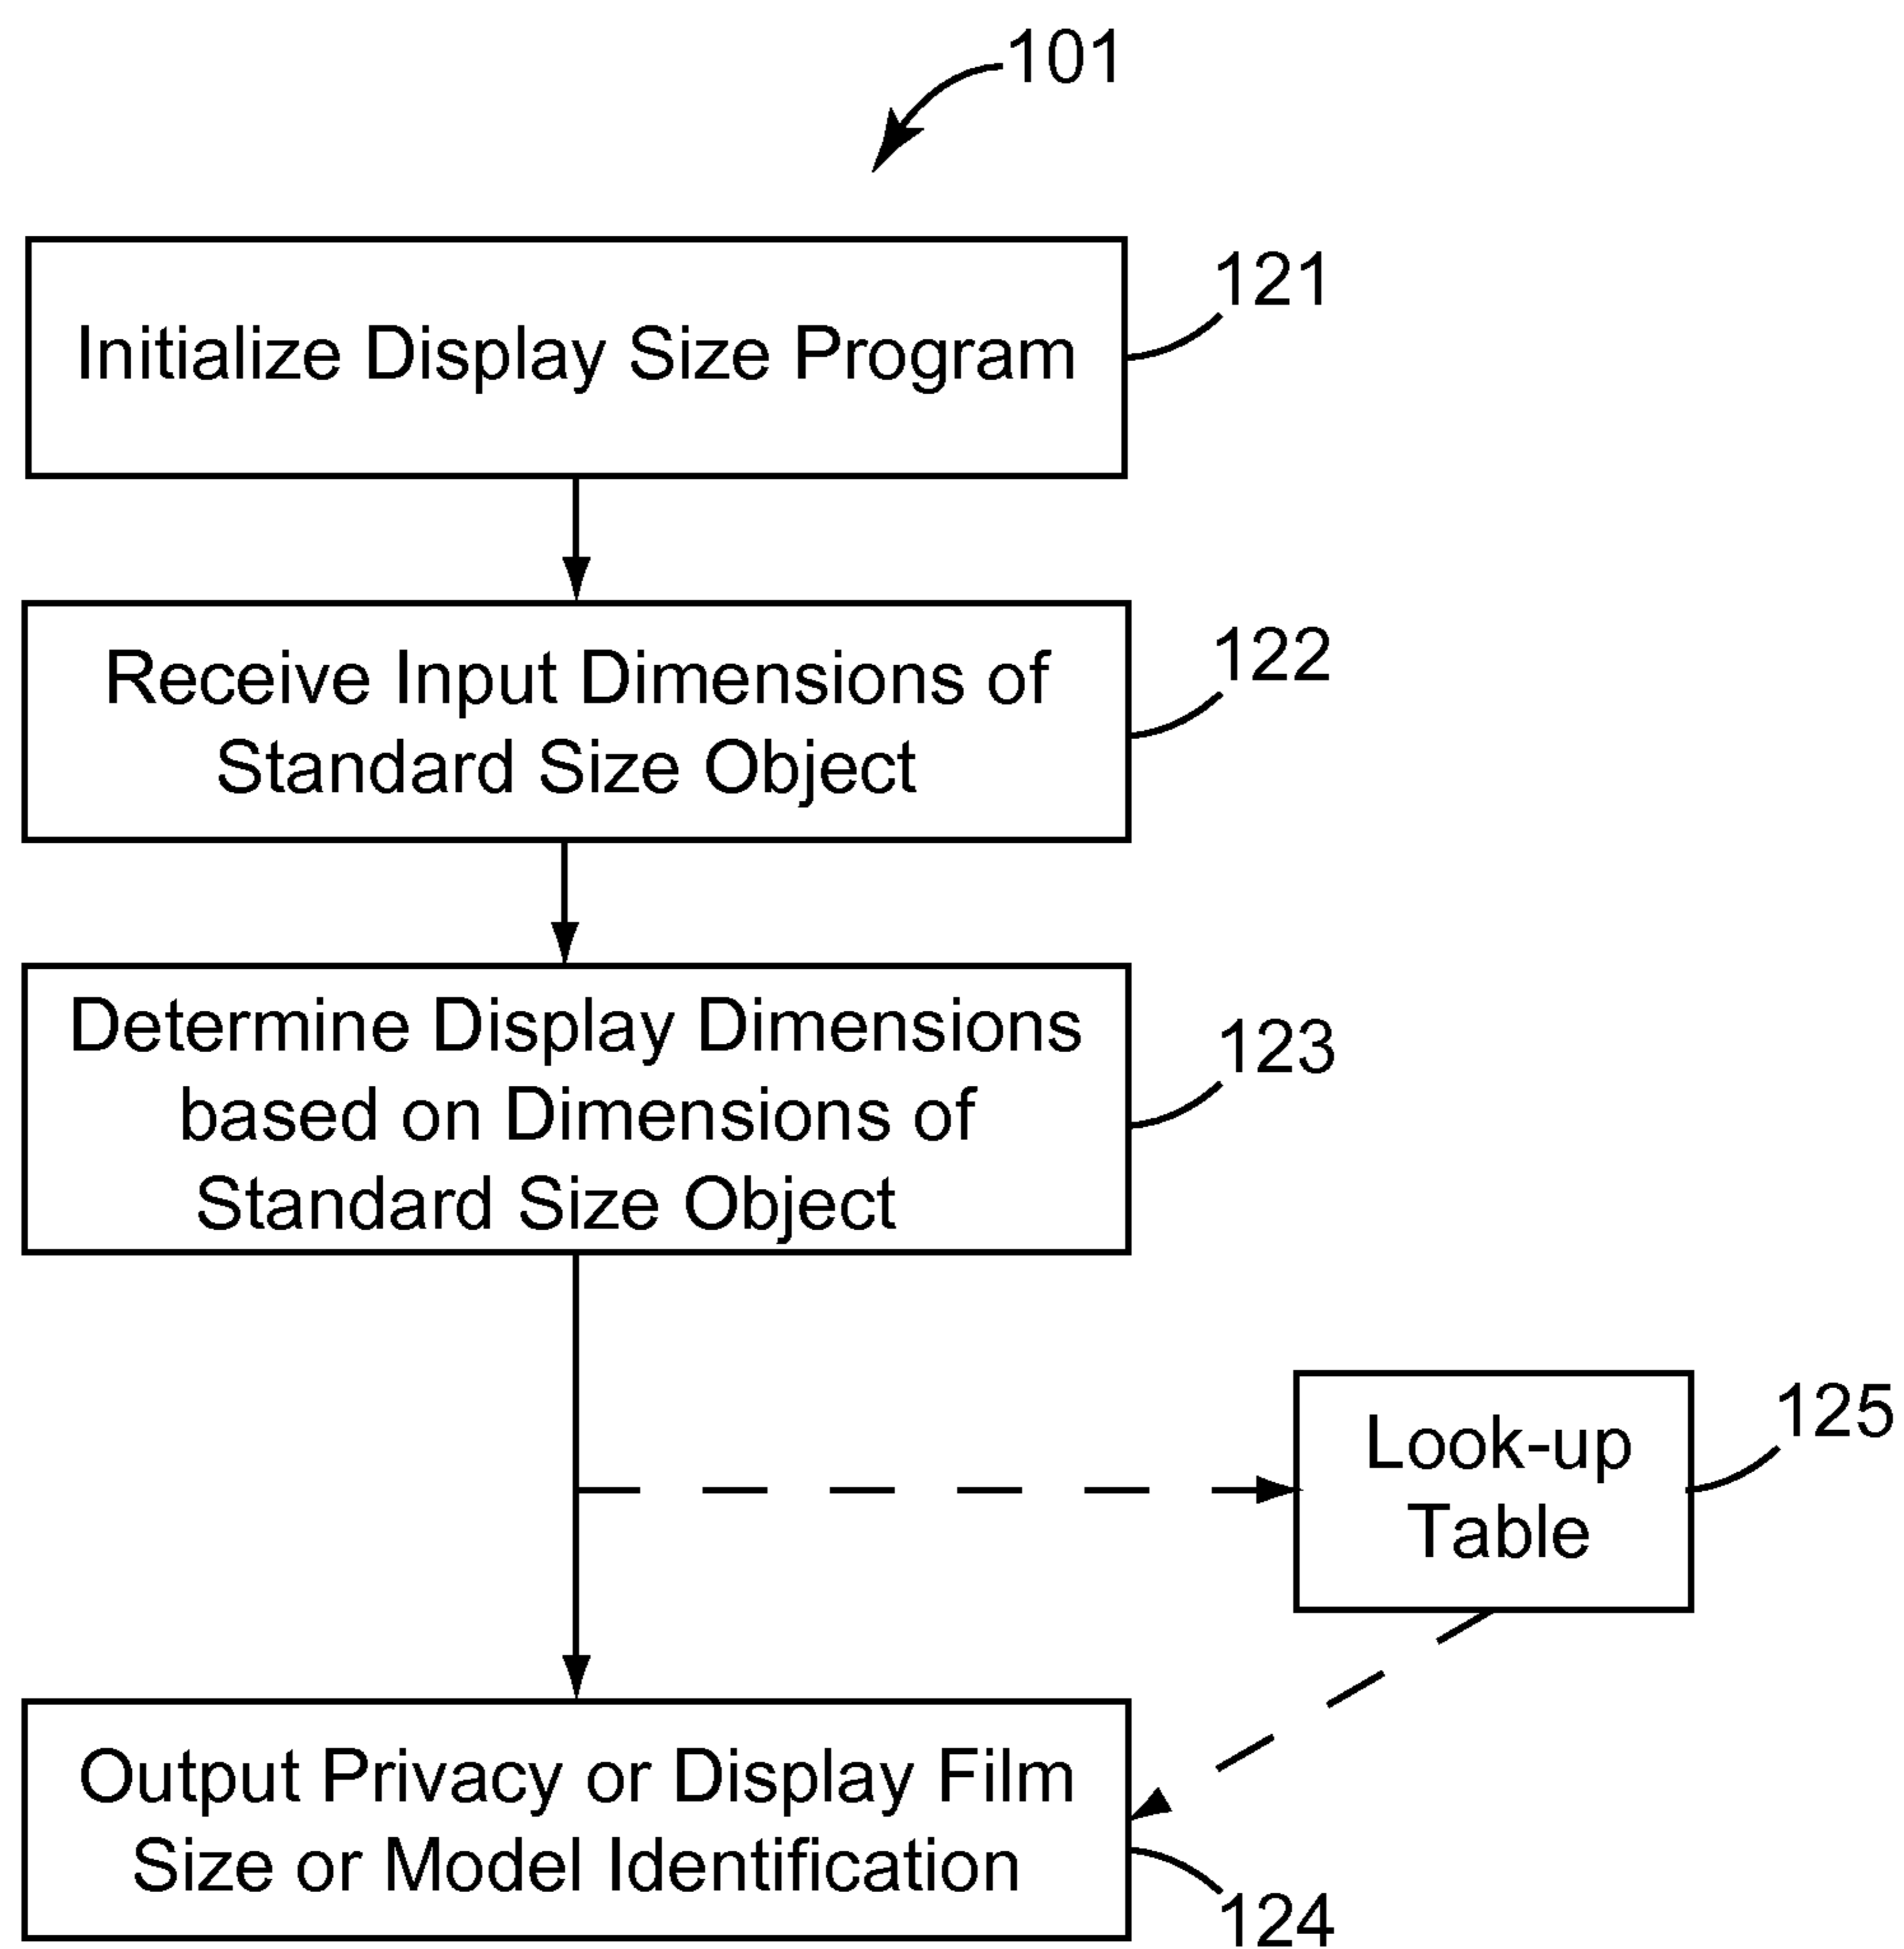 101
Initialize Display Size Program
121
Receive Input Dimensions of
Standard Size Object
122
Determine Display Dimensions
based on Dimensions of
Standard Size Object
123
Look-up
Table
125
Output Privacy or Display Film
Size or Model Identification
124